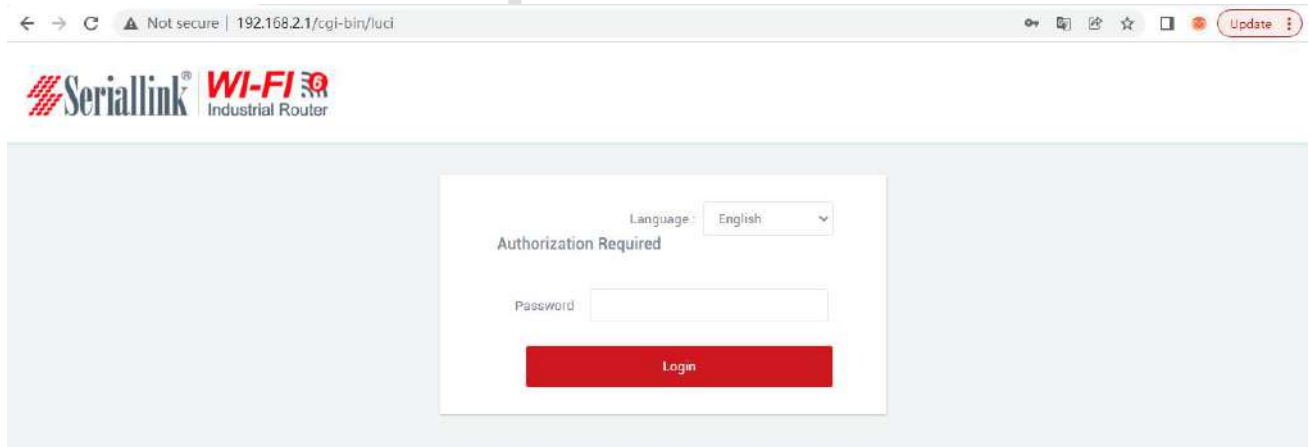 Not secure | 192.168.2.1/cgi-bin/luci
Update
Seriallink® WI-FI 6
Industrial Router
Language : English
Authorization Required
Password
Login